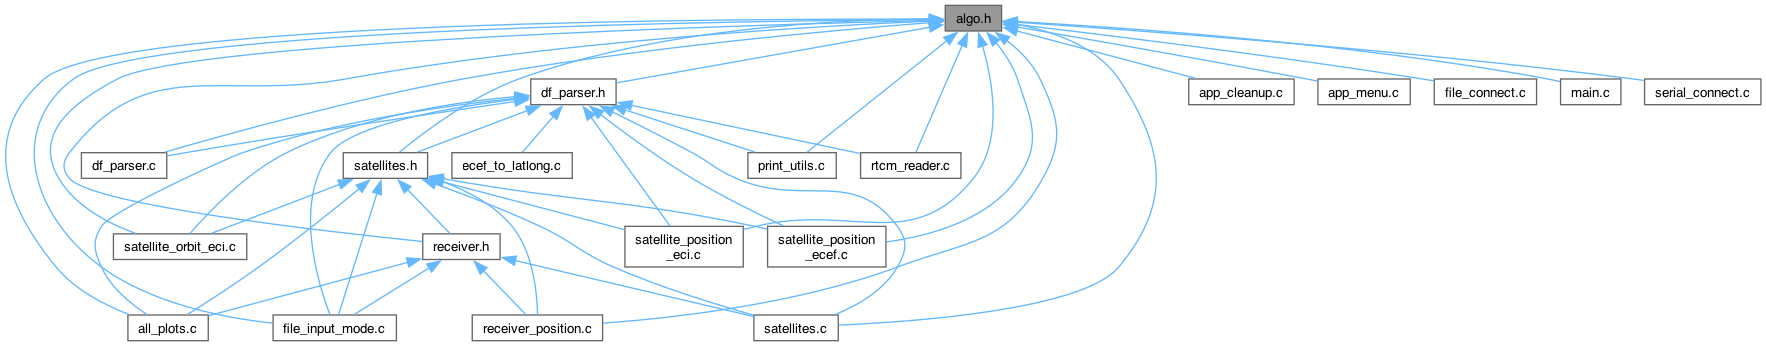 algo.h
df_parser.h
app_cleanup.c
app_menu.c
file_connect.c
main.c
serial_connect.c
df_parser.c
satellites.h
ecef_to_latlong.c
print_utils.c
rtcm_reader.c
satellite_orbit_eci.c
receiver.h
satellite_position
_eci.c
satellite_position
_ecef.c
all_plots.c
file_input_mode.c
receiver_position.c
satellites.c